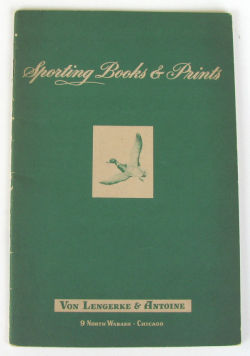 Sporting Books & Prints
Von Lengerke & Antoine
9 North Wabash - Chicago